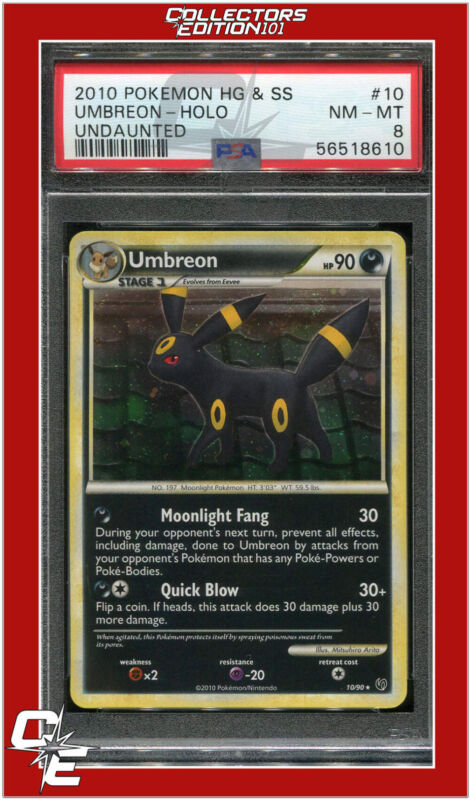 COLLECTORS
EDITION101
2010 POKEMON HG & SS #10
UMBREON - HOLO NM - MT
UNDAUNTED 8
PSA 56518610
Umbreon HP 90
STAGE 1 Evolves from Eevee
NO. 197 Moonlight Pokémon HT. 3'03" WT. 59.5 lbs.
Moonlight Fang 30
During your opponent's next turn, prevent all effects,
including damage, done to Umbreon by attacks from
your opponent's Pokémon that has any Poké-Powers or
Poké-Bodies.
Quick Blow 30+
Flip a coin. If heads, this attack does 30 damage plus 30
more damage.
When agitated, this Pokémon protects itself by spraying poisonous sweat from
its pores.
Illus. Mitsuhiro Arita
weakness resistance retreat cost
×2 -20
©2010 Pokémon/Nintendo 10/90 ★
CE